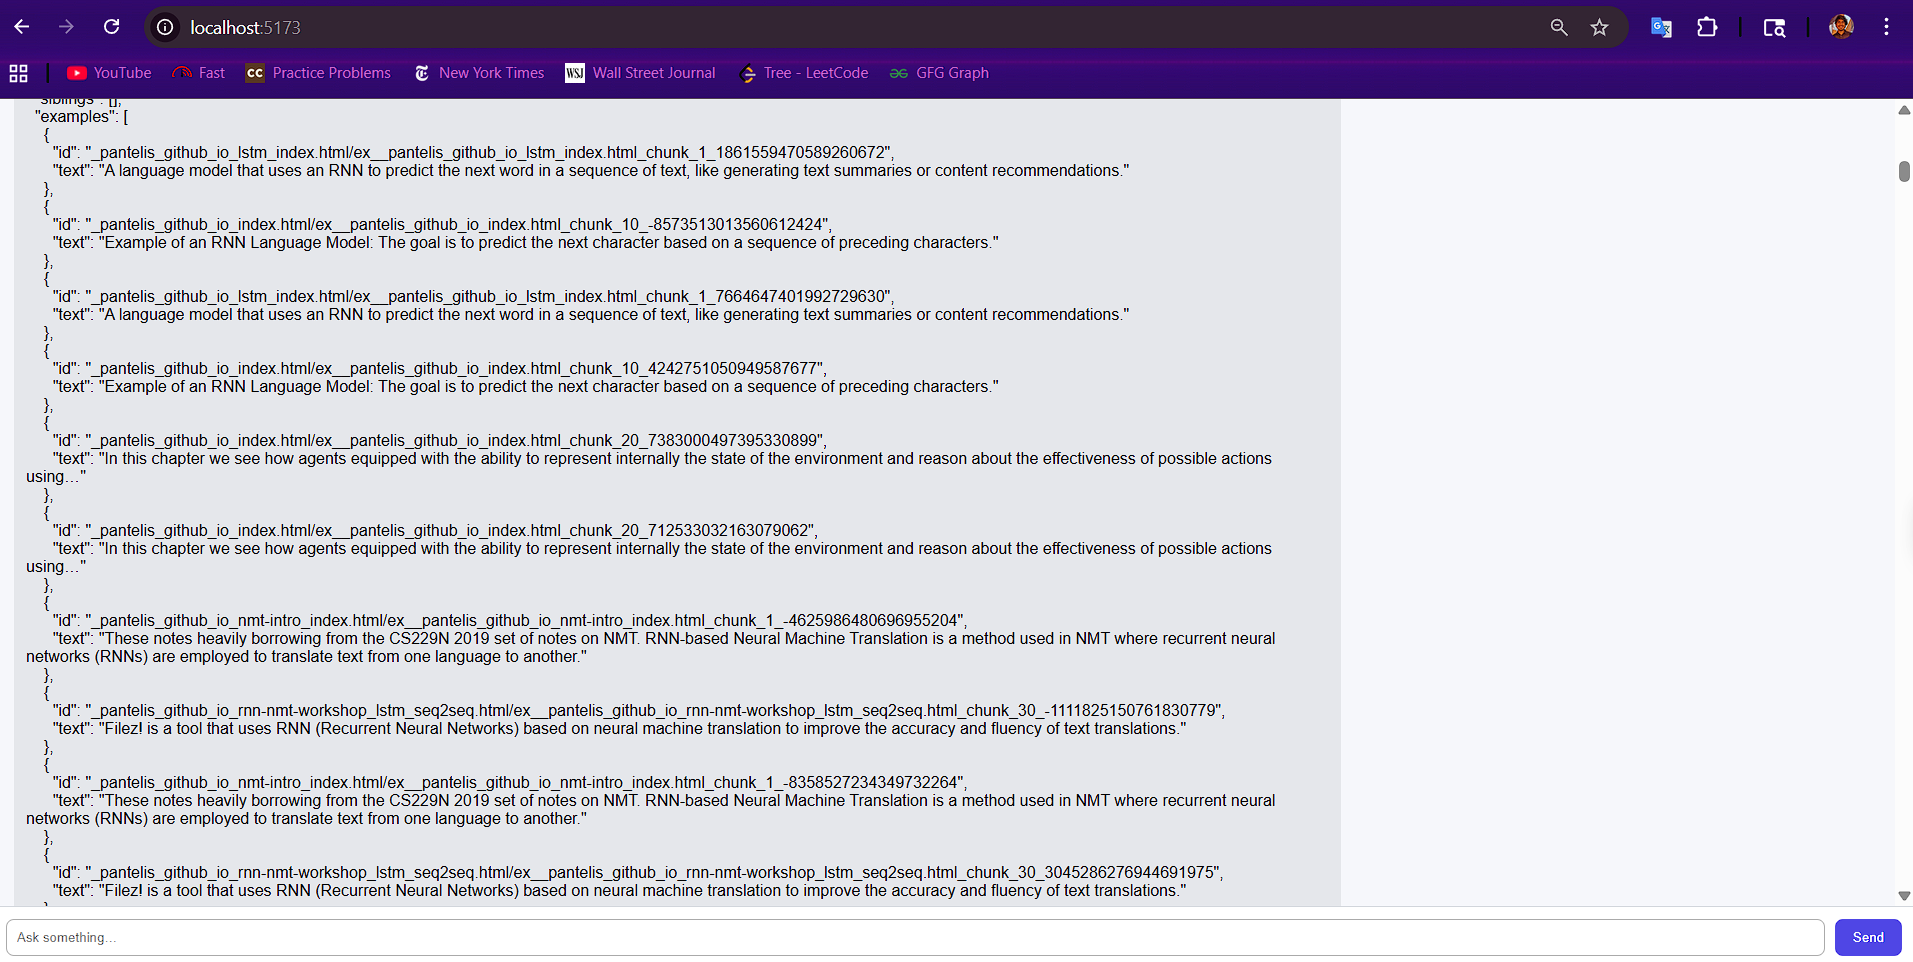 localhost:5173
YouTube
Fast
Practice Problems
New York Times
Wall Street Journal
Tree - LeetCode
GFG Graph
"siblings": [],
"examples": [
{
"id": "_pantelis_github_io_lstm_index.html/ex__pantelis_github_io_lstm_index.html_chunk_1_1861559470589260672",
"text": "A language model that uses an RNN to predict the next word in a sequence of text, like generating text summaries or content recommendations."
},
{
"id": "_pantelis_github_io_index.html/ex__pantelis_github_io_index.html_chunk_10_-8573513013560612424",
"text": "Example of an RNN Language Model: The goal is to predict the next character based on a sequence of preceding characters."
},
{
"id": "_pantelis_github_io_lstm_index.html/ex__pantelis_github_io_lstm_index.html_chunk_1_7664647401992729630",
"text": "A language model that uses an RNN to predict the next word in a sequence of text, like generating text summaries or content recommendations."
},
{
"id": "_pantelis_github_io_index.html/ex__pantelis_github_io_index.html_chunk_10_4242751050949587677",
"text": "Example of an RNN Language Model: The goal is to predict the next character based on a sequence of preceding characters."
},
{
"id": "_pantelis_github_io_index.html/ex__pantelis_github_io_index.html_chunk_20_7383000497395330899",
"text": "In this chapter we see how agents equipped with the ability to represent internally the state of the environment and reason about the effectiveness of possible actions
using…"
},
{
"id": "_pantelis_github_io_index.html/ex__pantelis_github_io_index.html_chunk_20_712533032163079062",
"text": "In this chapter we see how agents equipped with the ability to represent internally the state of the environment and reason about the effectiveness of possible actions
using…"
},
{
"id": "_pantelis_github_io_nmt-intro_index.html/ex__pantelis_github_io_nmt-intro_index.html_chunk_1_-4625986480696955204",
"text": "These notes heavily borrowing from the CS229N 2019 set of notes on NMT. RNN-based Neural Machine Translation is a method used in NMT where recurrent neural
networks (RNNs) are employed to translate text from one language to another."
},
{
"id": "_pantelis_github_io_rnn-nmt-workshop_lstm_seq2seq.html/ex__pantelis_github_io_rnn-nmt-workshop_lstm_seq2seq.html_chunk_30_-1111825150761830779",
"text": "Filez! is a tool that uses RNN (Recurrent Neural Networks) based on neural machine translation to improve the accuracy and fluency of text translations."
},
{
"id": "_pantelis_github_io_nmt-intro_index.html/ex__pantelis_github_io_nmt-intro_index.html_chunk_1_-8358527234349732264",
"text": "These notes heavily borrowing from the CS229N 2019 set of notes on NMT. RNN-based Neural Machine Translation is a method used in NMT where recurrent neural
networks (RNNs) are employed to translate text from one language to another."
},
{
"id": "_pantelis_github_io_rnn-nmt-workshop_lstm_seq2seq.html/ex__pantelis_github_io_rnn-nmt-workshop_lstm_seq2seq.html_chunk_30_3045286276944691975",
"text": "Filez! is a tool that uses RNN (Recurrent Neural Networks) based on neural machine translation to improve the accuracy and fluency of text translations."
Ask something...
Send